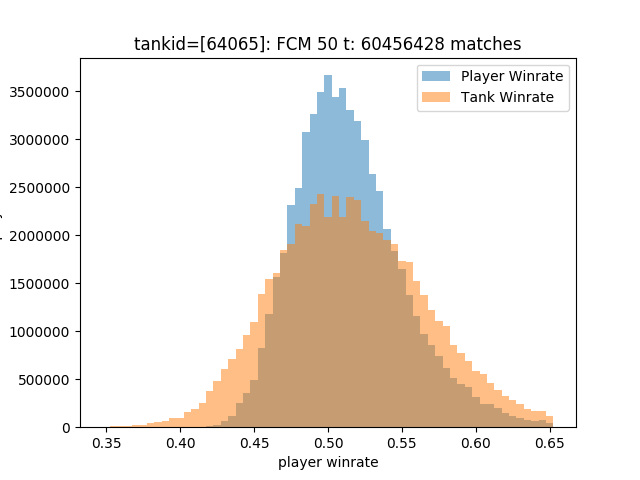 tankid=[64065]: FCM 50 t: 60456428 matches
Player Winrate
Tank Winrate
3500000
3000000
2500000
2000000
1500000
1000000
500000
0
0.35 0.40 0.45 0.50 0.55 0.60 0.65
player winrate